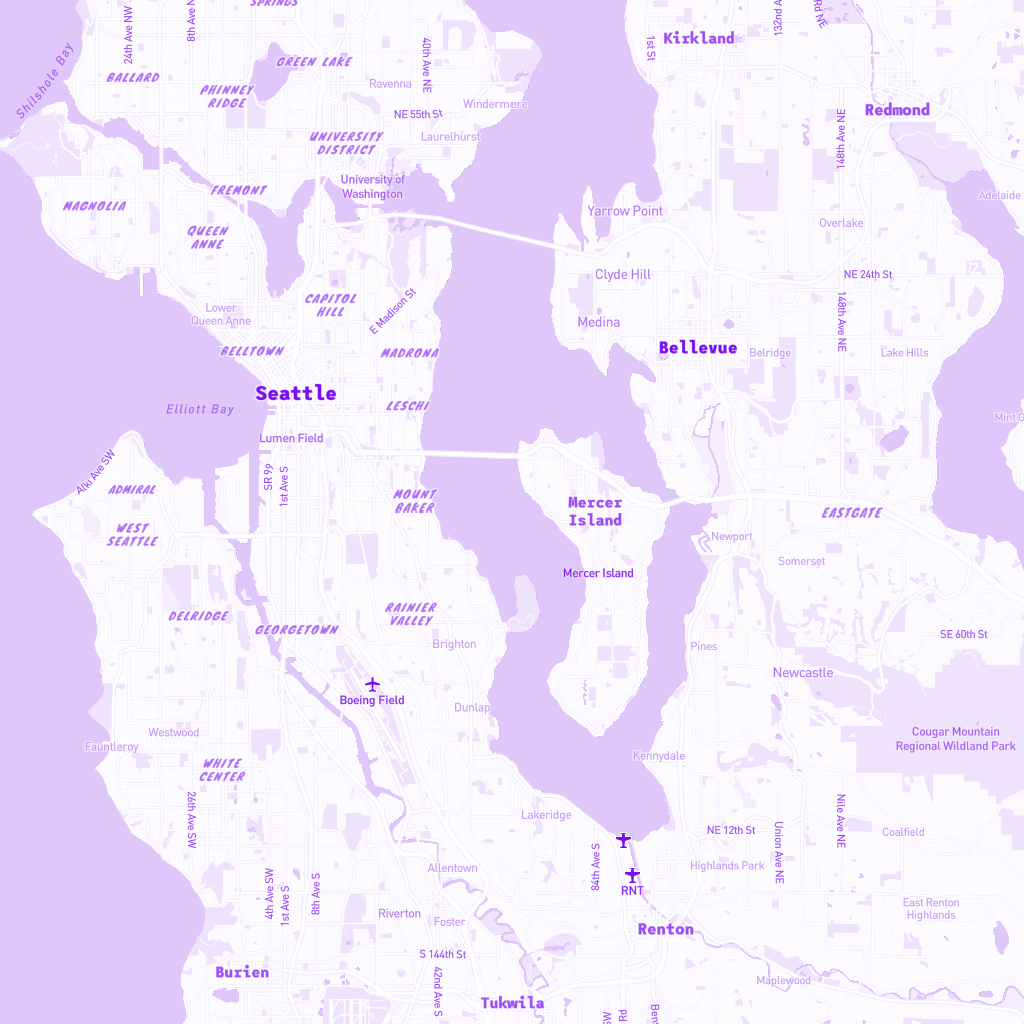 SPRINGS
24th Ave NW
8th Ave N
40th Ave NE
1st St
132nd A
3rd NE
Kirkland
Shilshole Bay
BALLARD
GREEN LAKE
PHINNEY
RIDGE
Ravenna
Windermere
NE 55th St
Laurelhurst
Redmond
148th Ave NE
UNIVERSITY
DISTRICT
University of
Washington
FREMONT
MAGNOLIA
QUEEN
ANNE
Yarrow Point
Adelaide
Overlake
Clyde Hill
NE 24th St
CAPITOL
HILL
E Madison St
Lower
Queen Anne
Medina
148th Ave NE
BELLTOWN
MADRONA
Bellevue
Belridge
Lake Hills
Seattle
Elliott Bay
LESCHI
Mint G
Lumen Field
Alki Ave SW
SR 99
1st Ave S
ADMIRAL
MOUNT
BAKER
Mercer
Island
EASTGATE
WEST
SEATTLE
Newport
Somerset
Mercer Island
DELRIDGE
RAINIER
VALLEY
GEORGETOWN
Brighton
Pines
SE 60th St
Newcastle
Boeing Field
Dunlap
Westwood
Fauntleroy
Cougar Mountain
Regional Wildland Park
Kennydale
WHITE
CENTER
26th Ave SW
Lakeridge
NE 12th St
Union Ave NE
Nile Ave NE
Coalfield
84th Ave S
Allentown
Highlands Park
RNT
4th Ave SW
1st Ave S
8th Ave S
Riverton
Foster
East Renton
Highlands
Renton
S 144th St
Burien
42nd Ave S
Maplewood
Tukwila
SW
PR
Ben